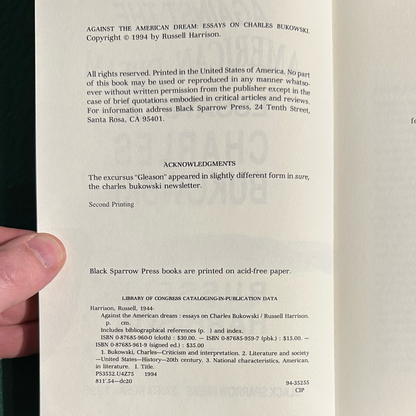 AGAINST THE AMERICAN DREAM: ESSAYS ON CHARLES BUKOWSKI.
Copyright © 1994 by Russell Harrison.
All rights reserved. Printed in the United States of America. No part
of this book may be used or reproduced in any manner whatso-
ever without written permission from the publisher except in the
case of brief quotations embodied in critical articles and reviews.
For information address Black Sparrow Press, 24 Tenth Street,
Santa Rosa, CA 95401.
ACKNOWLEDGMENTS
The excursus "Gleason" appeared in slightly different form in sure,
the charles bukowski newsletter.
Second Printing
Black Sparrow Press books are printed on acid-free paper.
LIBRARY OF CONGRESS CATALOGING-IN-PUBLICATION DATA
Harrison, Russell, 1944-
Against the American dream : essays on Charles Bukowski / Russell Harrison.
p. cm.
Includes bibliographical references (p. ) and index.
ISBN 0-87685-960-0 (cloth) : $30.00. — ISBN 0-87685-959-7 (pbk.) : $15.00 —
ISBN 0-87685-961-9 (signed ed.) : $35.00
1. Bukowski, Charles—Criticism and interpretation. 2. Literature and society
—United States—History—20th century. 3. National characteristics, American,
in literature. I. Title.
PS3552.U4Z75 1994
811'.54—dc20 94-35255
CIP